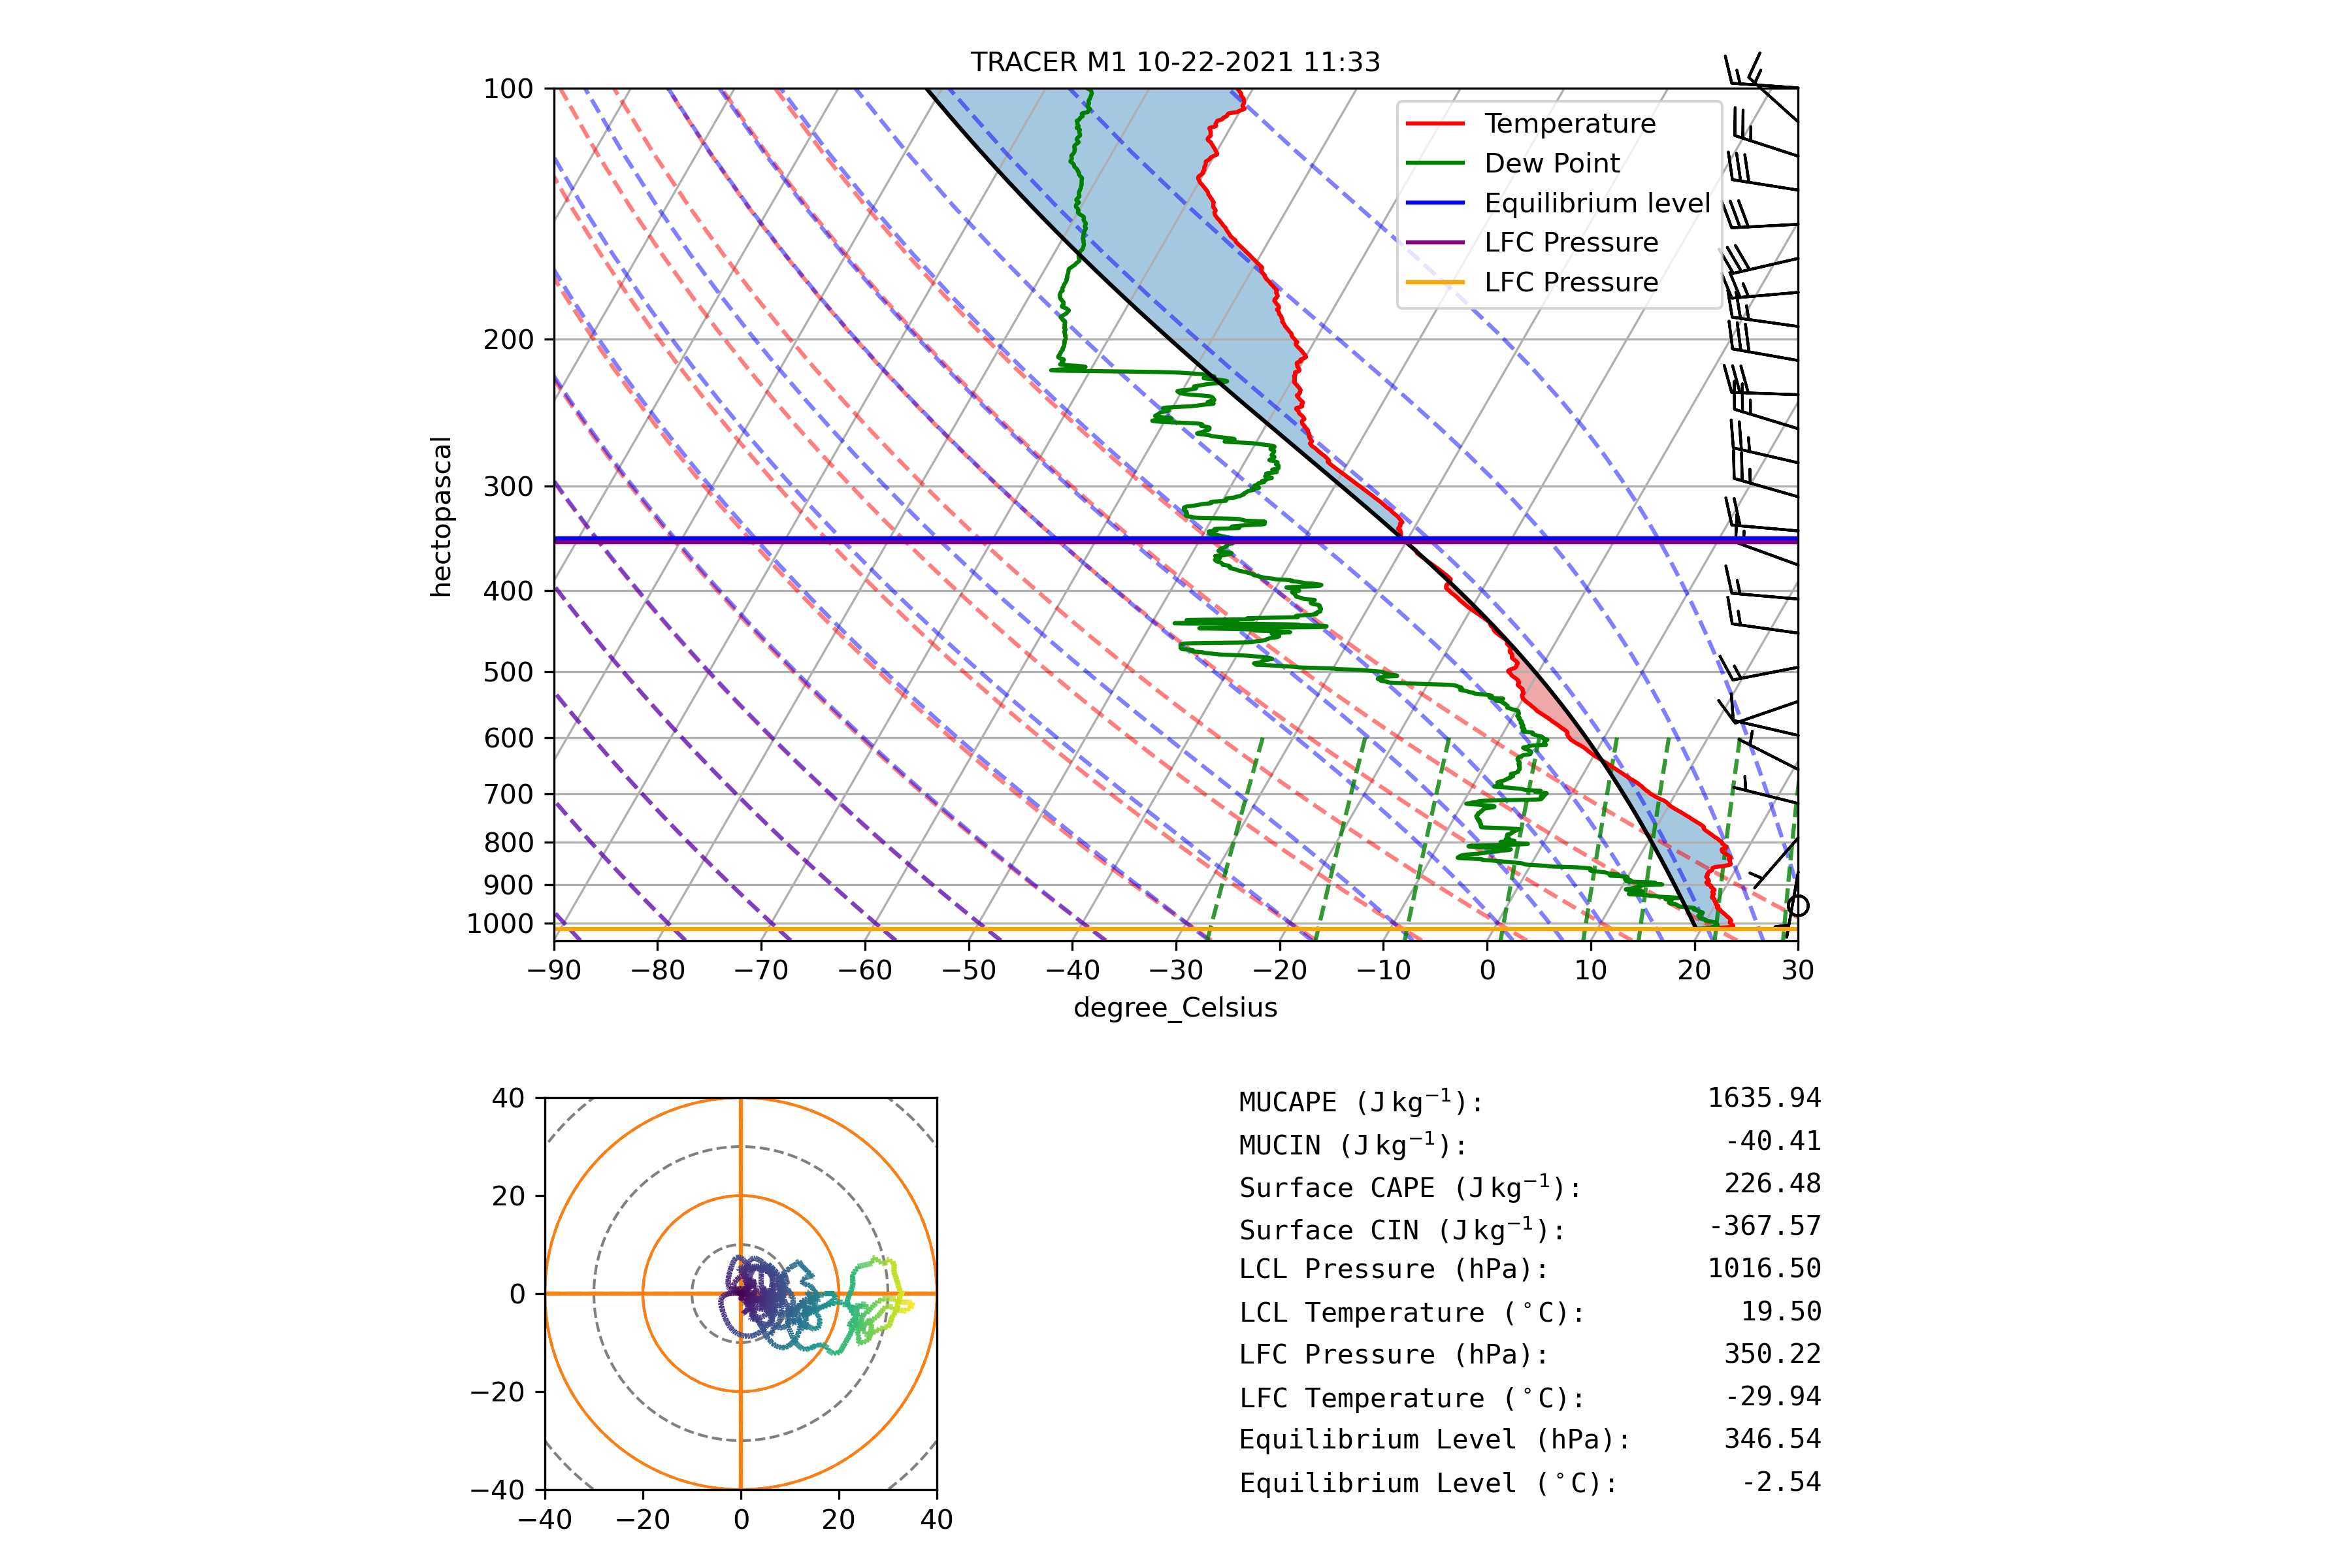 TRACER M1 10-22-2021 11:33
Temperature
Dew Point
Equilibrium level
LFC Pressure
LFC Pressure
100
200
300
400
500
600
700
800
900
1000
hectopascal
−90 −80 −70 −60 −50 −40 −30 −20 −10 0 10 20 30
degree_Celsius
40
20
0
−20
−40
−40 −20 0 20 40
MUCAPE (J kg⁻¹): 1635.94
MUCIN (J kg⁻¹): -40.41
Surface CAPE (J kg⁻¹): 226.48
Surface CIN (J kg⁻¹): -367.57
LCL Pressure (hPa): 1016.50
LCL Temperature (°C): 19.50
LFC Pressure (hPa): 350.22
LFC Temperature (°C): -29.94
Equilibrium Level (hPa): 346.54
Equilibrium Level (°C): -2.54